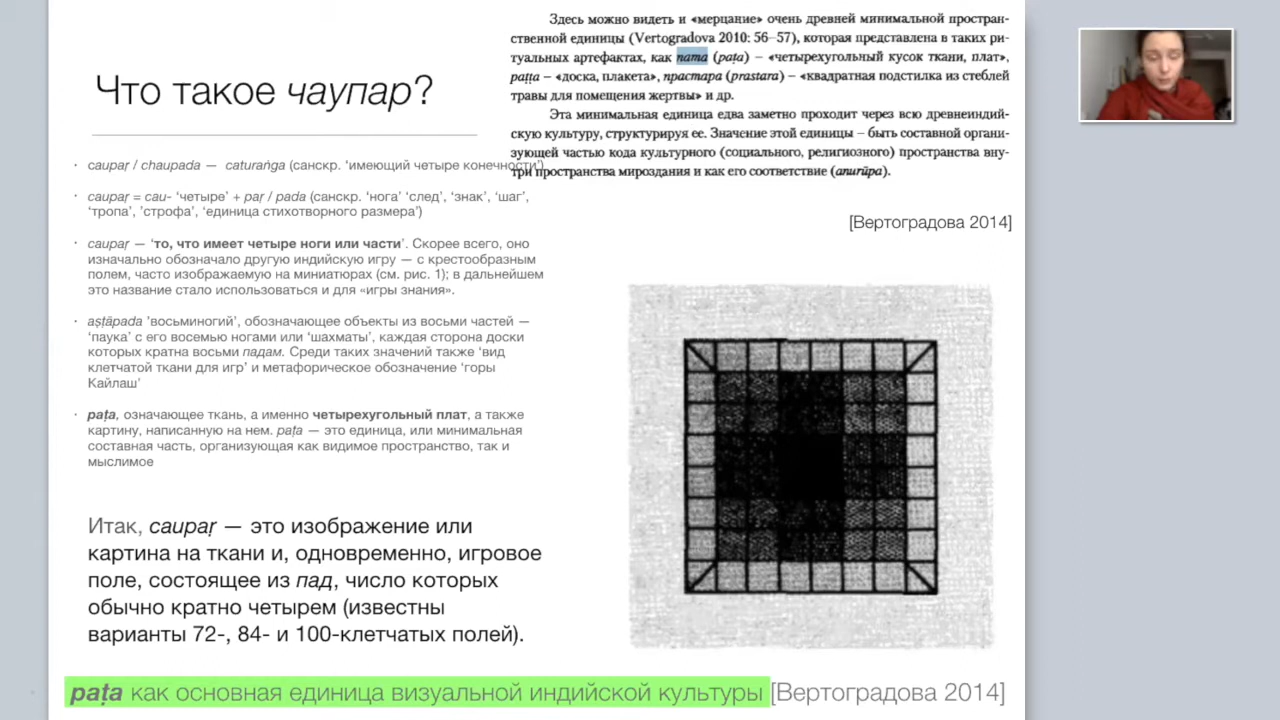 Что такое чаупар?
caupaṛ / chaupada — caturaṅga (санскр. ‘имеющий четыре конечности’)
caupaṛ = cau- ‘четыре’ + paṛ / pada (санскр. ‘нога’ ‘след’, ‘знак’, ‘шаг’,
‘тропа’, ’строфа’, ‘единица стихотворного размера’)
caupaṛ — ‘то, что имеет четыре ноги или части’. Скорее всего, оно
изначально обозначало другую индийскую игру — с крестообразным
полем, часто изображаемую на миниатюрах (см. рис. 1); в дальнейшем
это название стало использоваться и для «игры знания».
aṣṭāpada ’восьминогий’, обозначающее объекты из восьми частей —
‘паука’ с его восемью ногами или ‘шахматы’, каждая сторона доски
которых кратна восьми падам. Среди таких значений также ‘вид
клетчатой ткани для игр’ и метафорическое обозначение ‘горы
Кайлаш’
paṭa, означающее ткань, а именно четырехугольный плат, а также
картину, написанную на нем. paṭa — это единица, или минимальная
составная часть, организующая как видимое пространство, так и
мыслимое
Итак, caupaṛ — это изображение или
картина на ткани и, одновременно, игровое
поле, состоящее из пад, число которых
обычно кратно четырем (известны
варианты 72-, 84- и 100-клетчатых полей).
Здесь можно видеть и «мерцание» очень древней минимальной простран-
ственной единицы (Vertogradova 2010: 56–57), которая представлена в таких ри-
туальных артефактах, как пата (paṭa) – «четырехугольный кусок ткани, плат»,
paṭṭa – «доска, плакета», прастара (prastara) – «квадратная подстилка из стеблей
травы для помещения жертвы» и др.
Эта минимальная единица едва заметно проходит через всю древнеиндий-
скую культуру, структурируя ее. Значение этой единицы – быть составной органи-
зующей частью кода культурного (социального, религиозного) пространства вну-
три пространства мироздания и как его соответствие (anurūpa).
[Вертоградова 2014]
paṭa как основная единица визуальной индийской культуры [Вертоградова 2014]